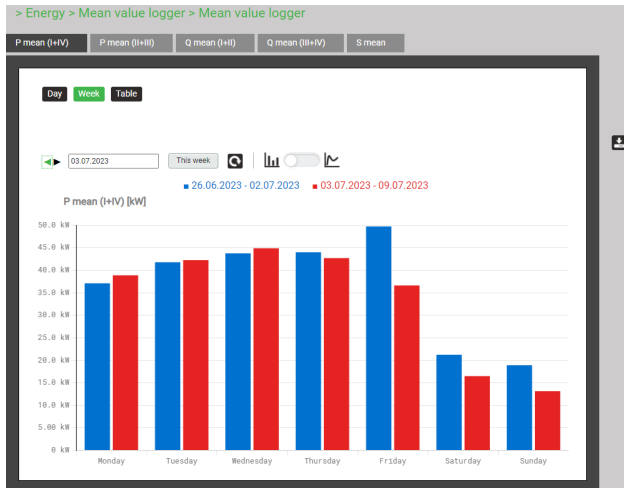 > Energy > Mean value logger > Mean value logger
P mean (I+IV) P mean (II+III) Q mean (I+II) Q mean (III+IV) S mean
Day Week Table
03.07.2023 This week
26.06.2023 - 02.07.2023 03.07.2023 - 09.07.2023
P mean (I+IV) [kW]
50.0 kW
45.0 kW
40.0 kW
35.0 kW
30.0 kW
25.0 kW
20.0 kW
15.0 kW
10.0 kW
5.00 kW
0 kW
Monday Tuesday Wednesday Thursday Friday Saturday Sunday